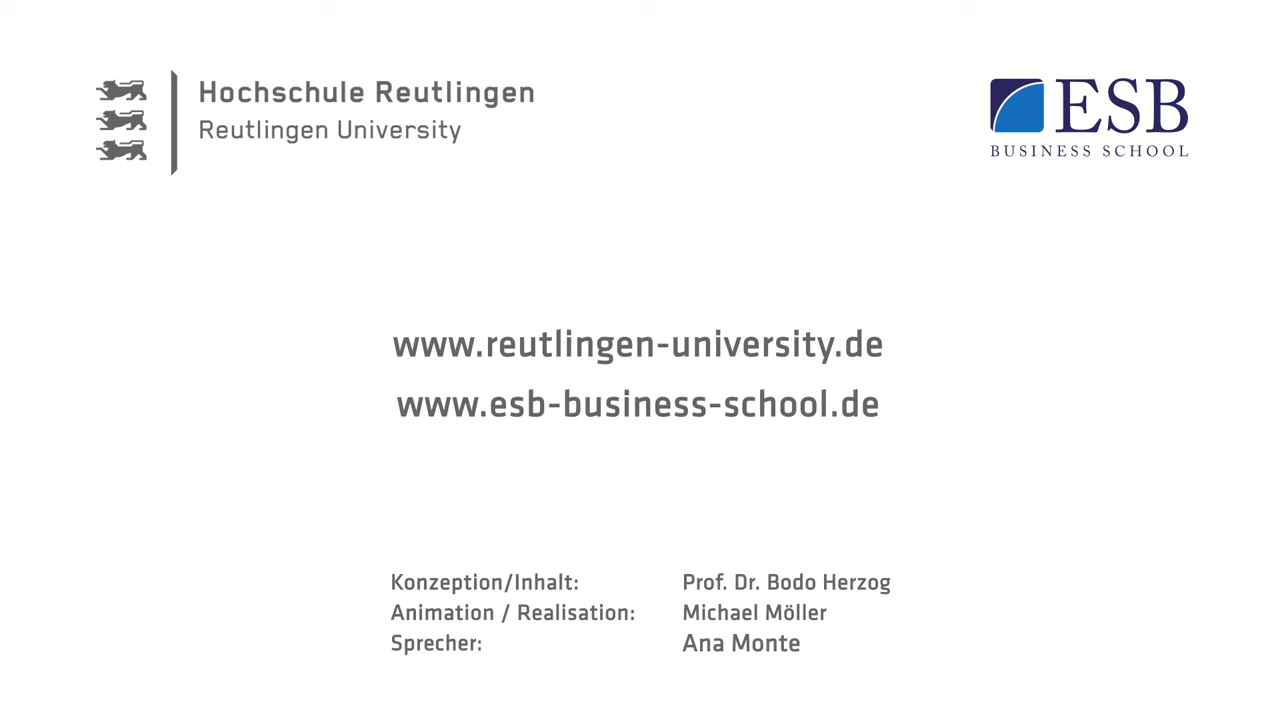 Hochschule Reutlingen
Reutlingen University
ESB
BUSINESS SCHOOL
www.reutlingen-university.de
www.esb-business-school.de
Konzeption/Inhalt: Prof. Dr. Bodo Herzog
Animation / Realisation: Michael Möller
Sprecher: Ana Monte